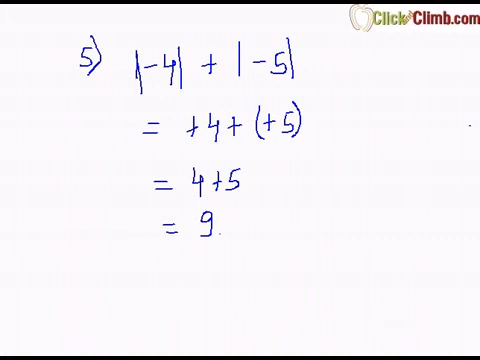 ClickClimb.com
5) |-4| + |-5|
= +4 + (+5)
= 4+5
= 9.